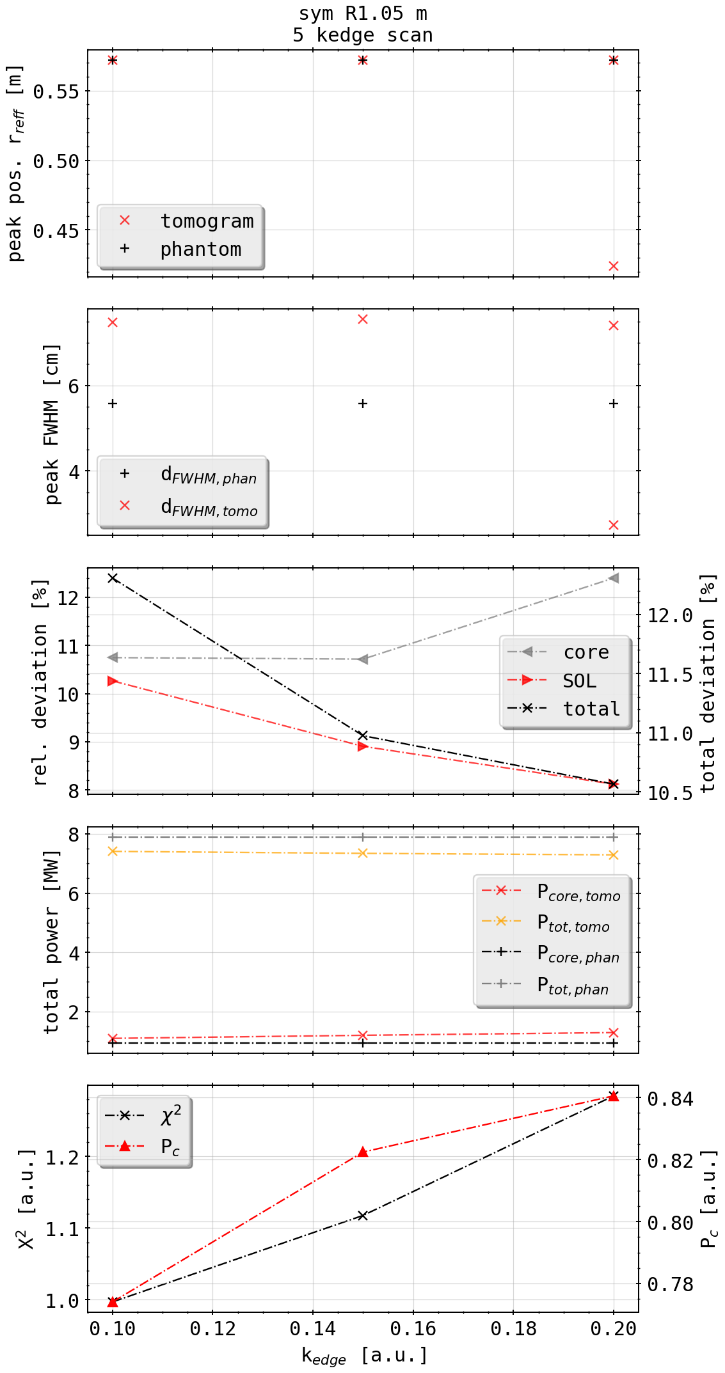 sym R1.05 m
5 kedge scan
peak pos. r_reff [m]
0.55
0.50
0.45
tomogram
phantom
peak FWHM [cm]
6
4
d_FWHM,phan
d_FWHM,tomo
rel. deviation [%]
12
11
10
9
8
core
SOL
total
12.0
11.5
11.0
10.5
total deviation [%]
total power [MW]
8
6
4
2
P_core,tomo
P_tot,tomo
P_core,phan
P_tot,phan
X² [a.u.]
1.2
1.1
1.0
χ²
P_c
0.84
0.82
0.80
0.78
P_c [a.u.]
0.10 0.12 0.14 0.16 0.18 0.20
k_edge [a.u.]